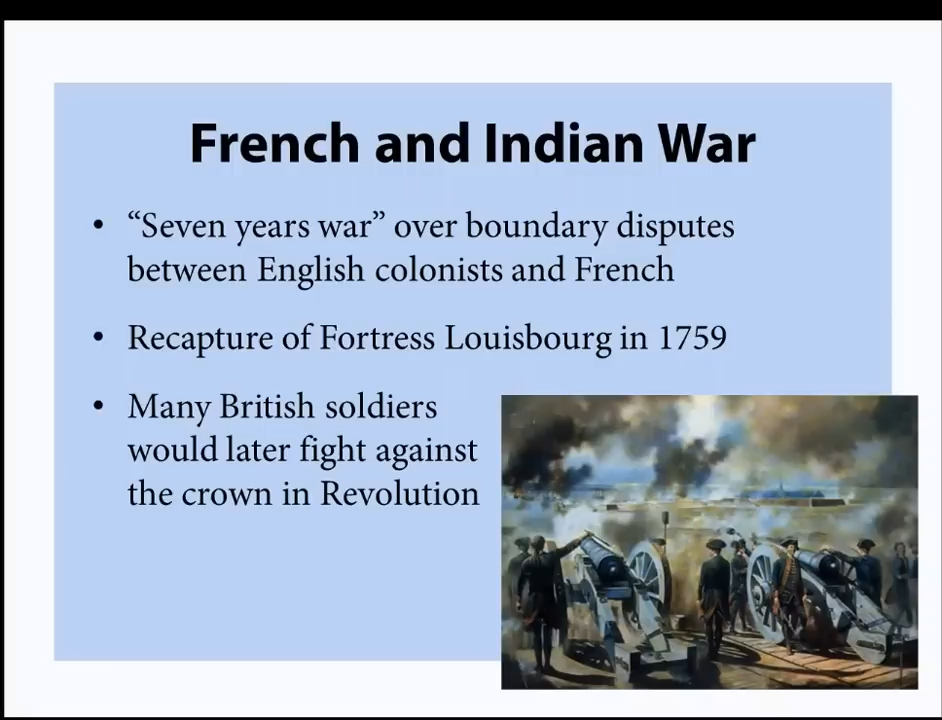 French and Indian War
• “Seven years war” over boundary disputes
between English colonists and French
• Recapture of Fortress Louisbourg in 1759
• Many British soldiers
would later fight against
the crown in Revolution